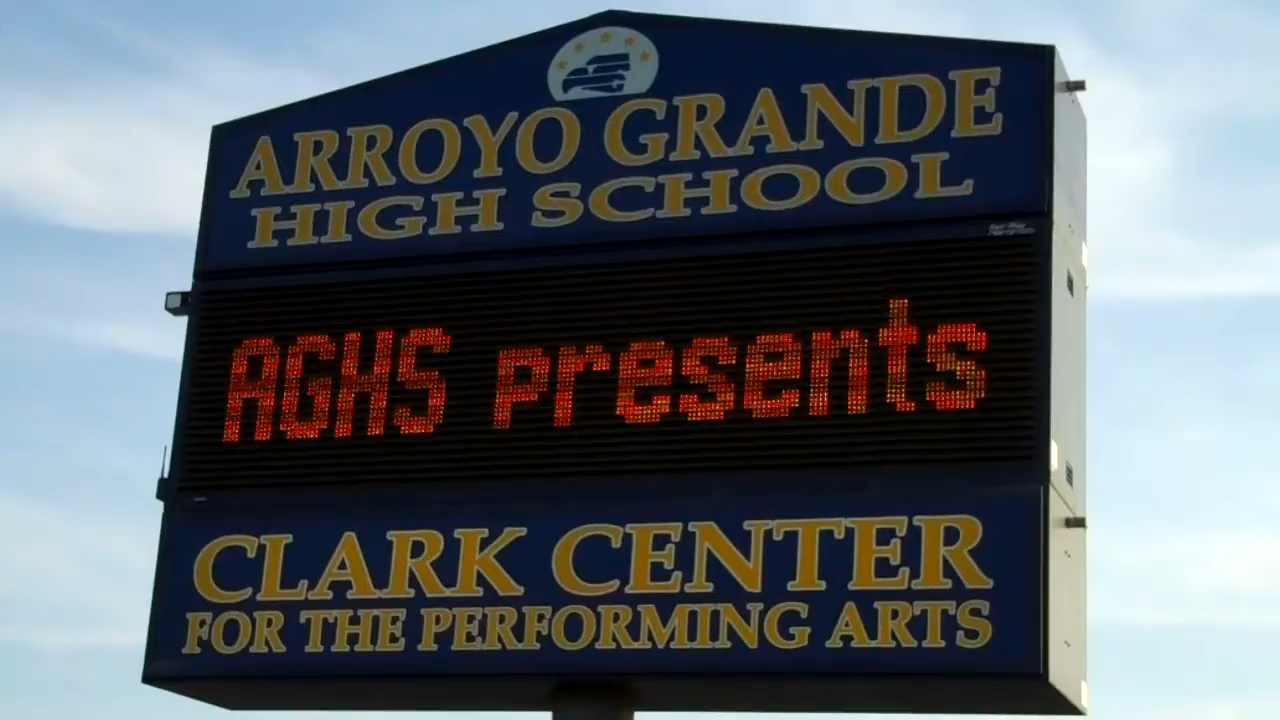 ARROYO GRANDE
HIGH SCHOOL
AGHS presents
CLARK CENTER
FOR THE PERFORMING ARTS